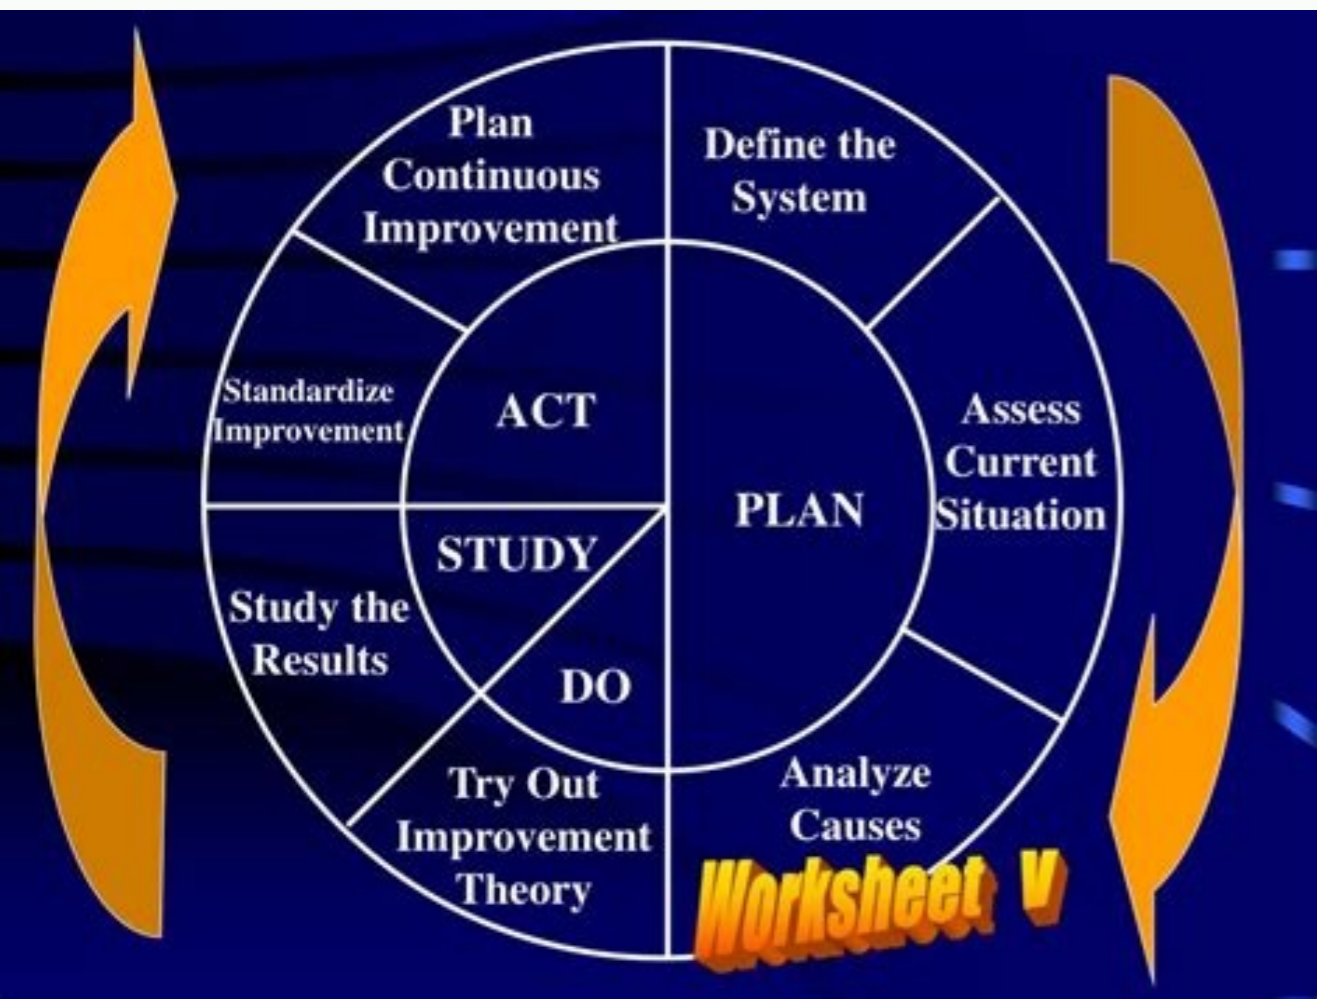 Plan
Continuous
Improvement
Define the
System
Standardize
Improvement
ACT
Assess
Current
Situation
PLAN
STUDY
Study the
Results
DO
Try Out
Improvement
Theory
Analyze
Causes
Worksheet V